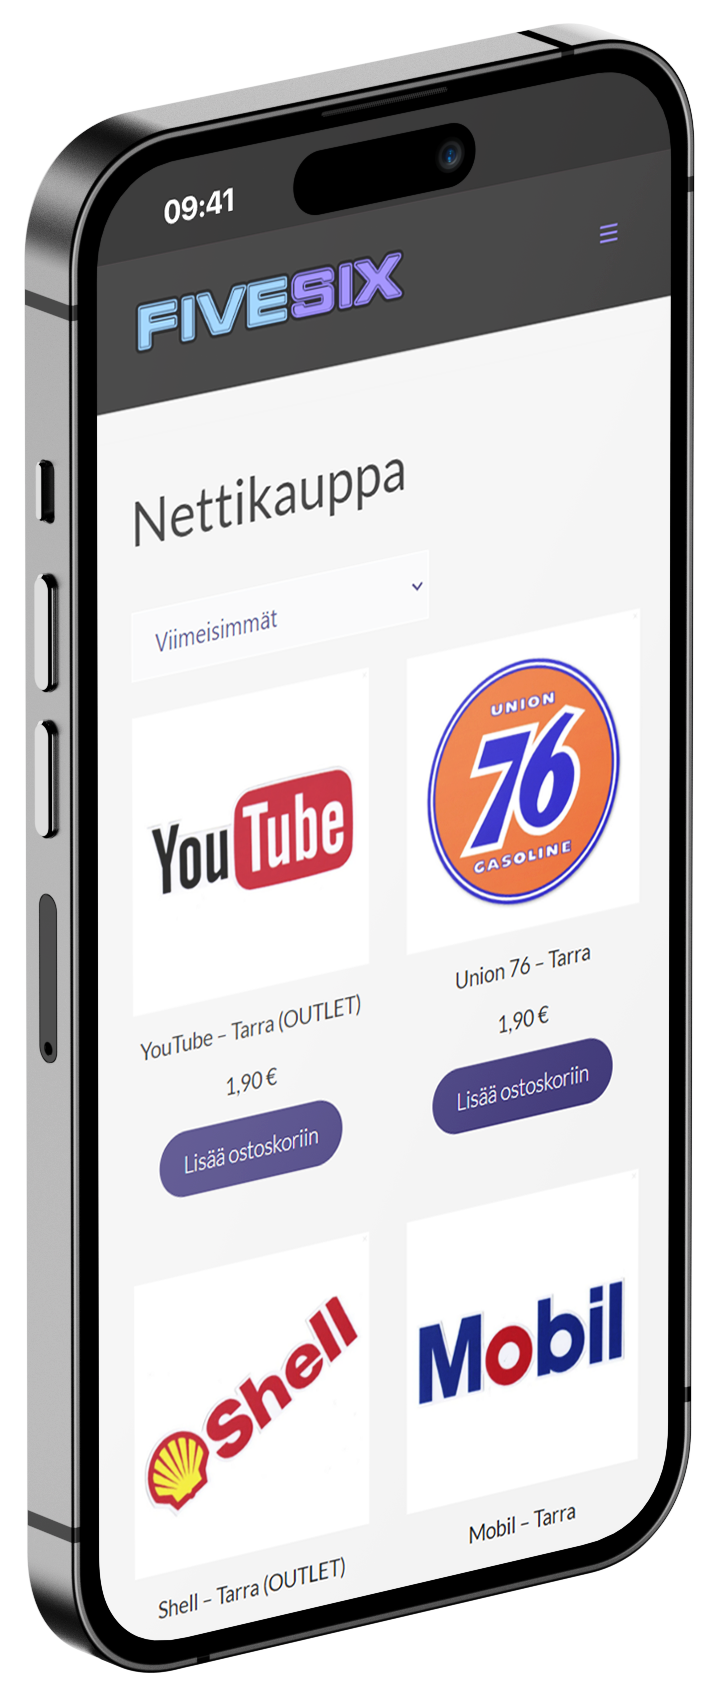 09:41
FIVESIX
Nettikauppa
Viimeisimmät
YouTube
YouTube – Tarra (OUTLET)
1,90 €
Lisää ostoskoriin
UNION
76
GASOLINE
Union 76 – Tarra
1,90 €
Lisää ostoskoriin
Shell
Shell – Tarra (OUTLET)
Mobil
Mobil – Tarra